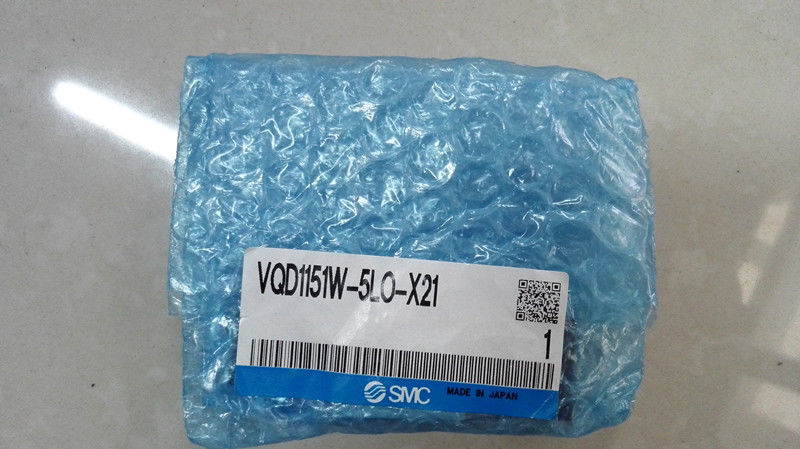 VQD1151W-5LO-X21
1
SMC MADE IN JAPAN